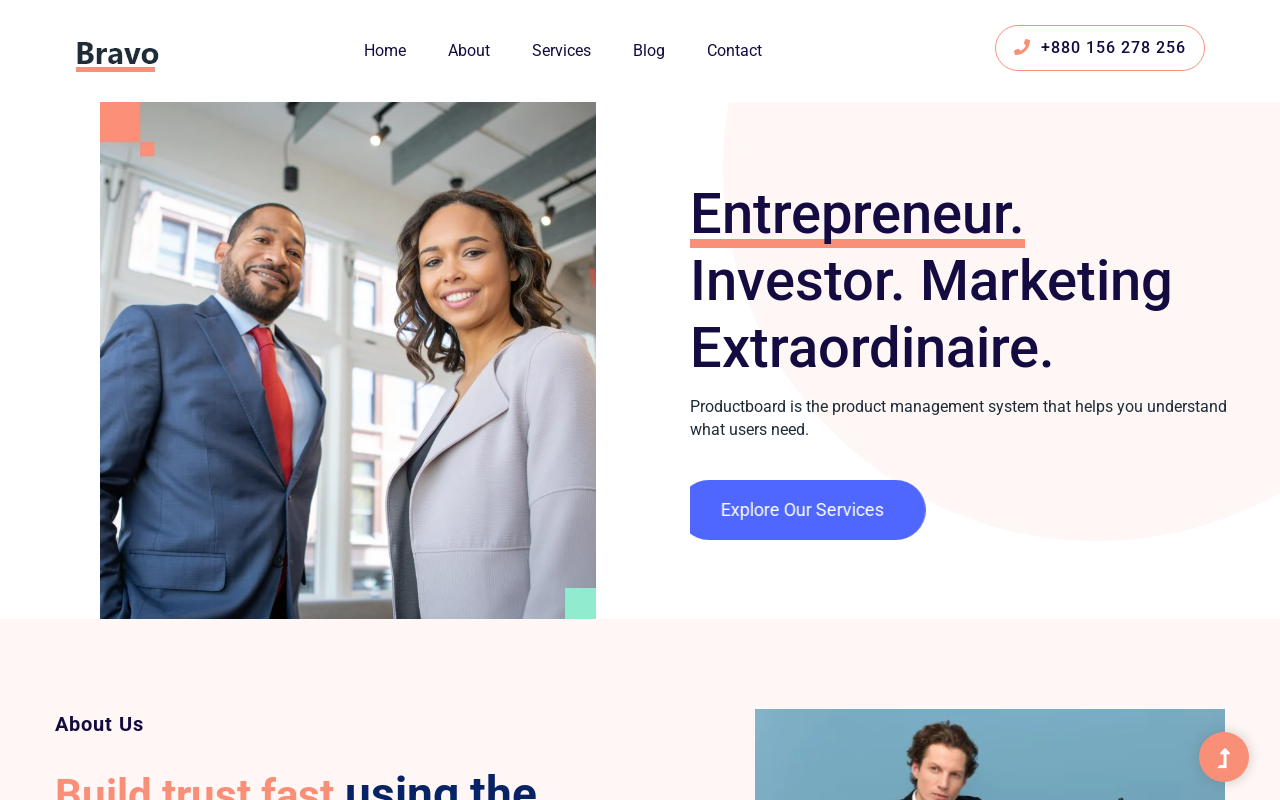 Bravo
Home
About
Services
Blog
Contact
+880 156 278 256
Entrepreneur.
Investor. Marketing
Extraordinaire.
Productboard is the product management system that helps you understand
what users need.
Explore Our Services
About Us
Build trust fast using the